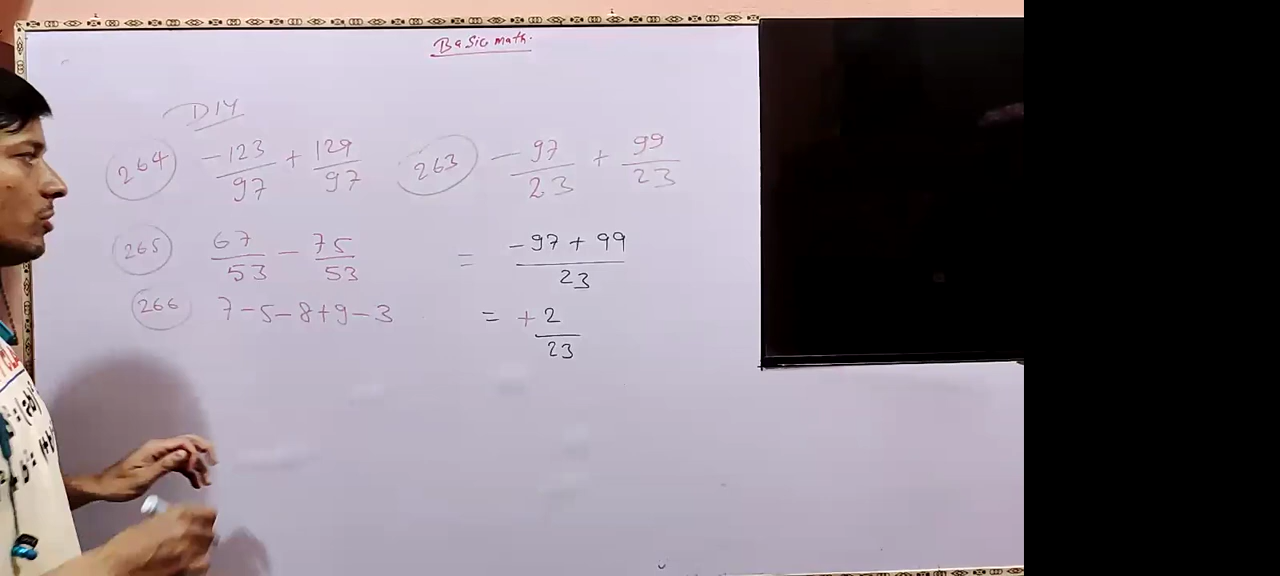 Basic math.
DIY
264 -123/97 + 129/97
263 - 97/23 + 99/23
= -97 + 99/23
= + 2/23
265 67/53 - 75/53
266 7-5-8+9-3